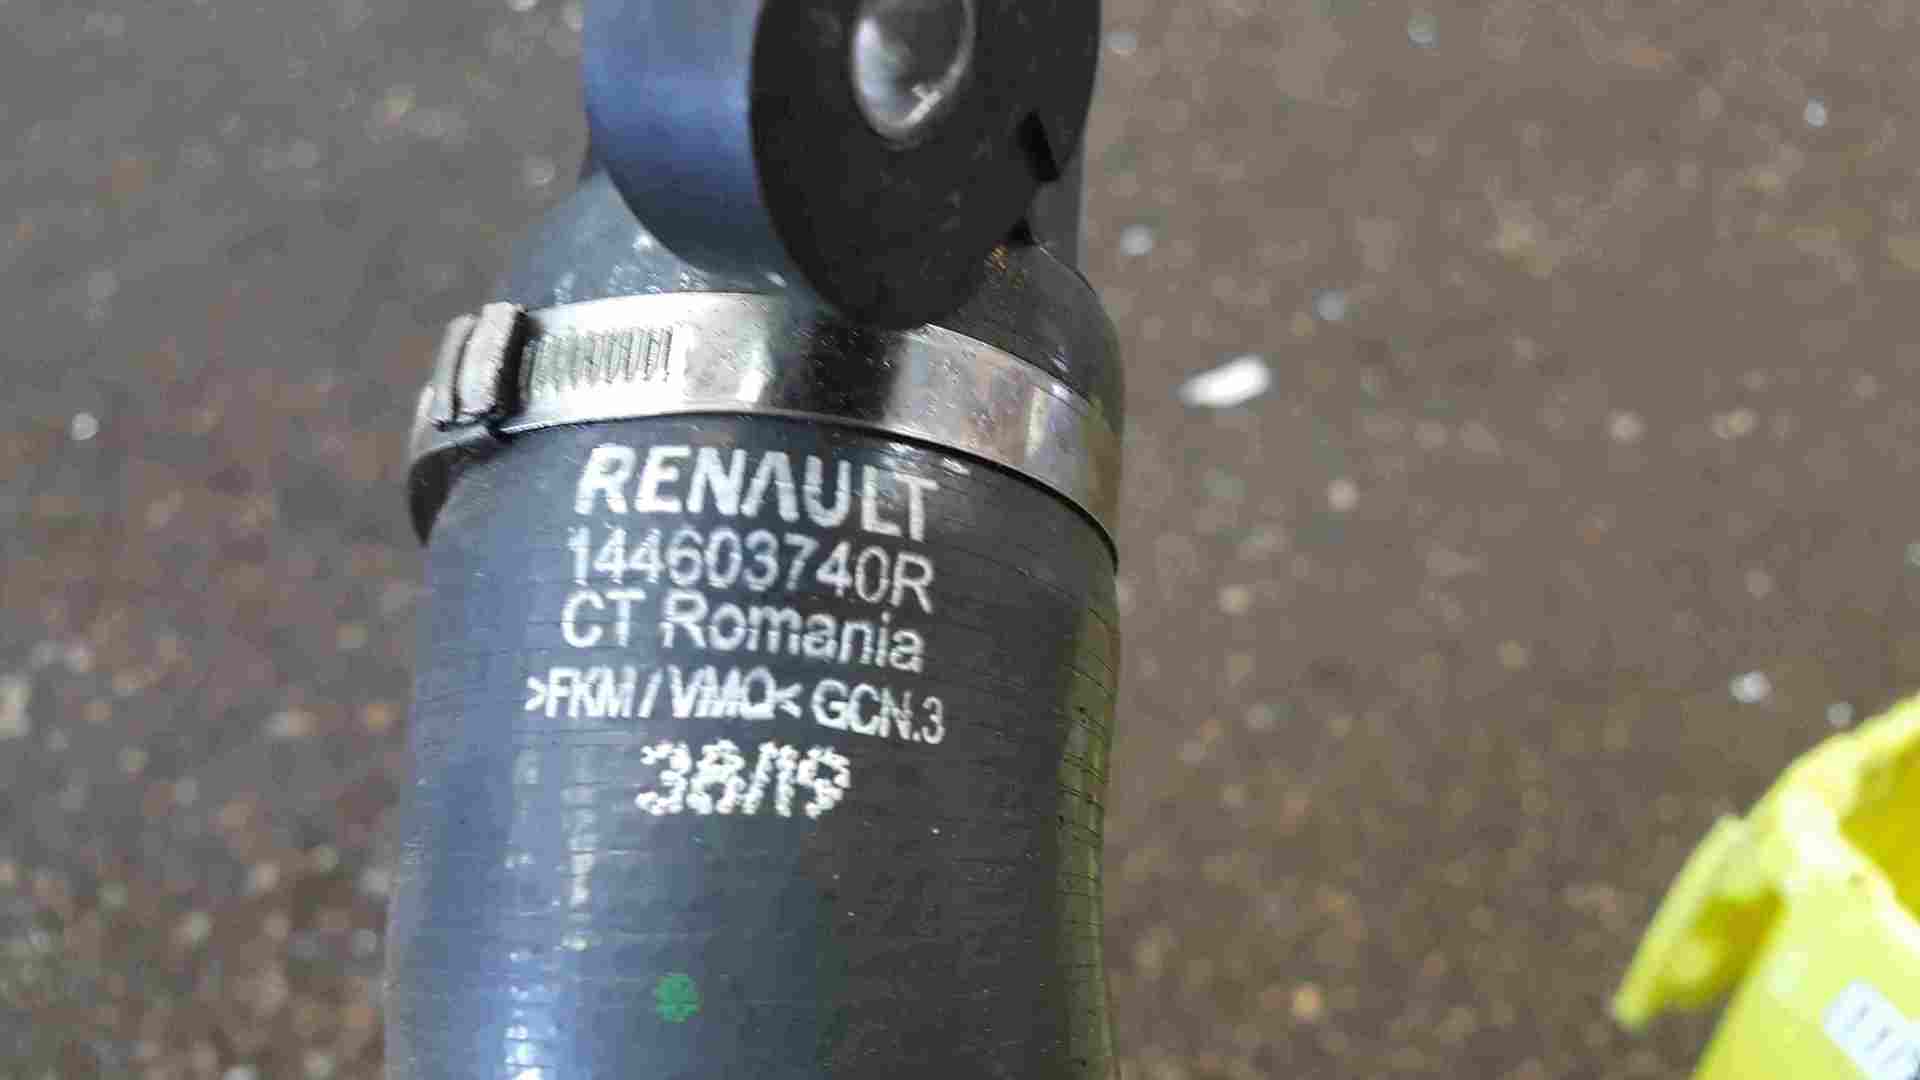 RENAULT
144603740R
CT Romania
>FKM/VMQ< GCN.3
38/19